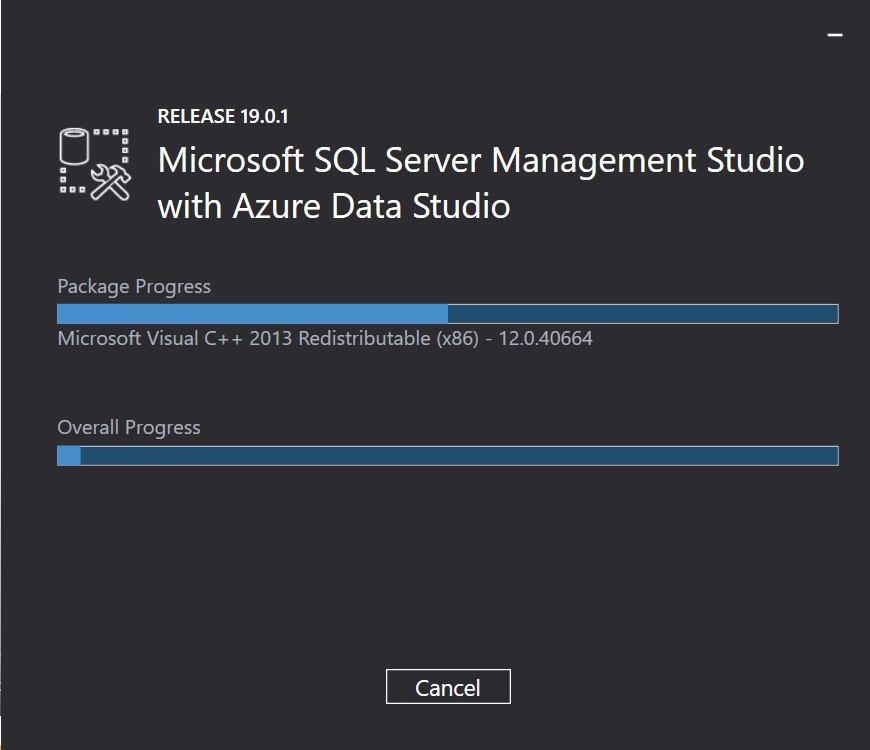 RELEASE 19.0.1
Microsoft SQL Server Management Studio
with Azure Data Studio
Package Progress
Microsoft Visual C++ 2013 Redistributable (x86) - 12.0.40664
Overall Progress
Cancel